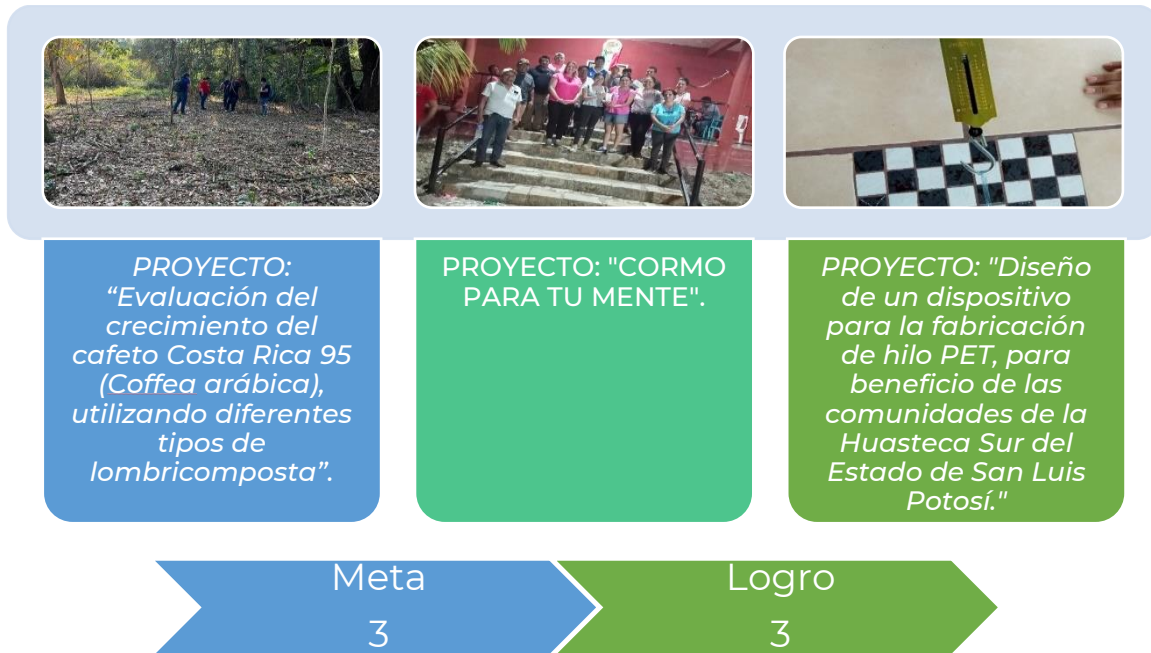 PROYECTO:
“Evaluación del
crecimiento del
cafeto Costa Rica 95
(Coffea arábica),
utilizando diferentes
tipos de
lombricomposta”.
PROYECTO: "CORMO
PARA TU MENTE".
PROYECTO: "Diseño
de un dispositivo
para la fabricación
de hilo PET, para
beneficio de las
comunidades de la
Huasteca Sur del
Estado de San Luis
Potosí."
Meta
3
Logro
3